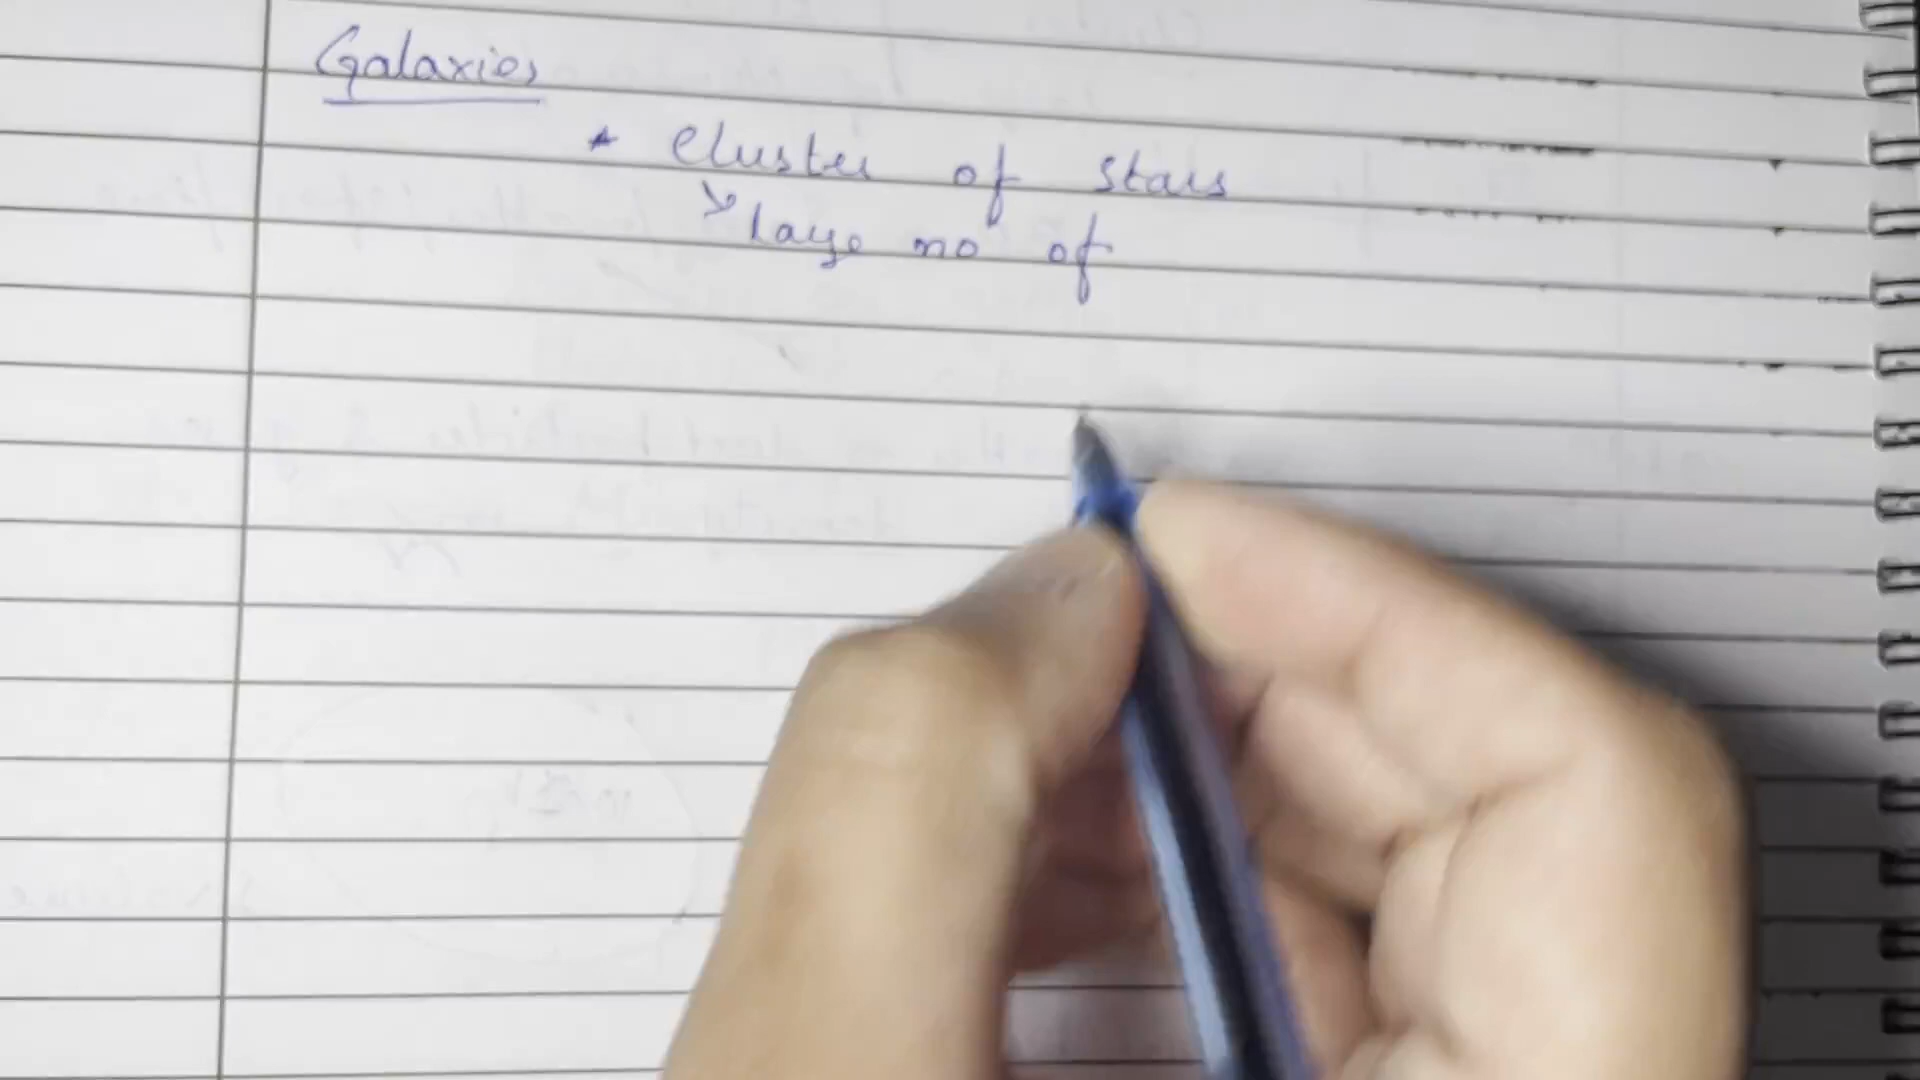 Galaxies
* Cluster of stars
large no of